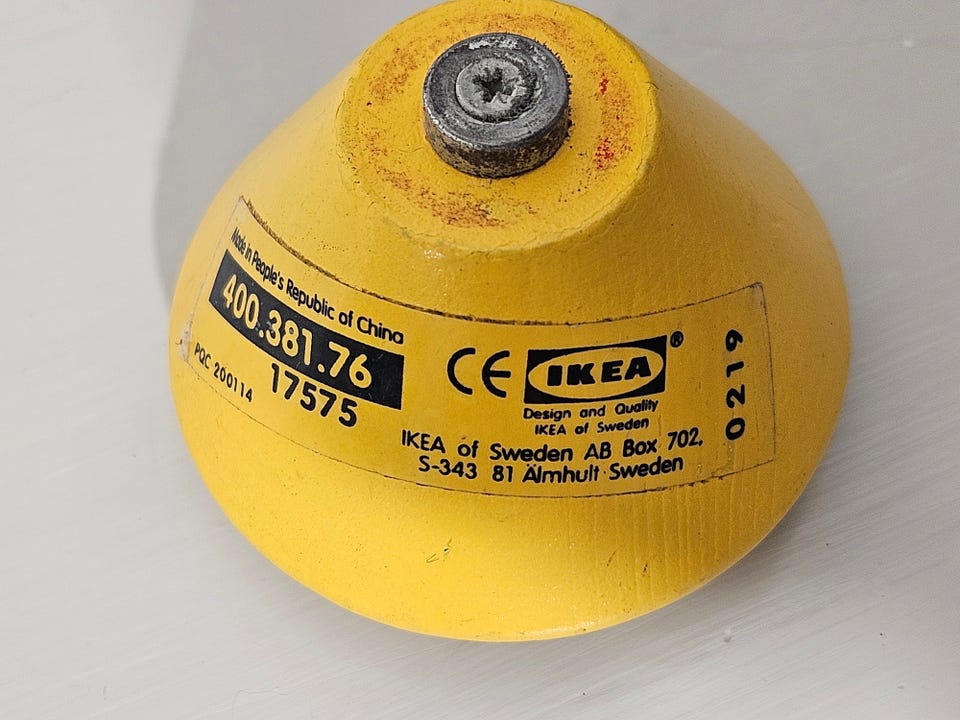 Made in People's Republic of China
400.381.76
17575
PQC 200114
CE IKEA®
Design and Quality
IKEA of Sweden
IKEA of Sweden AB Box 702,
S-343 81 Älmhult Sweden
0219